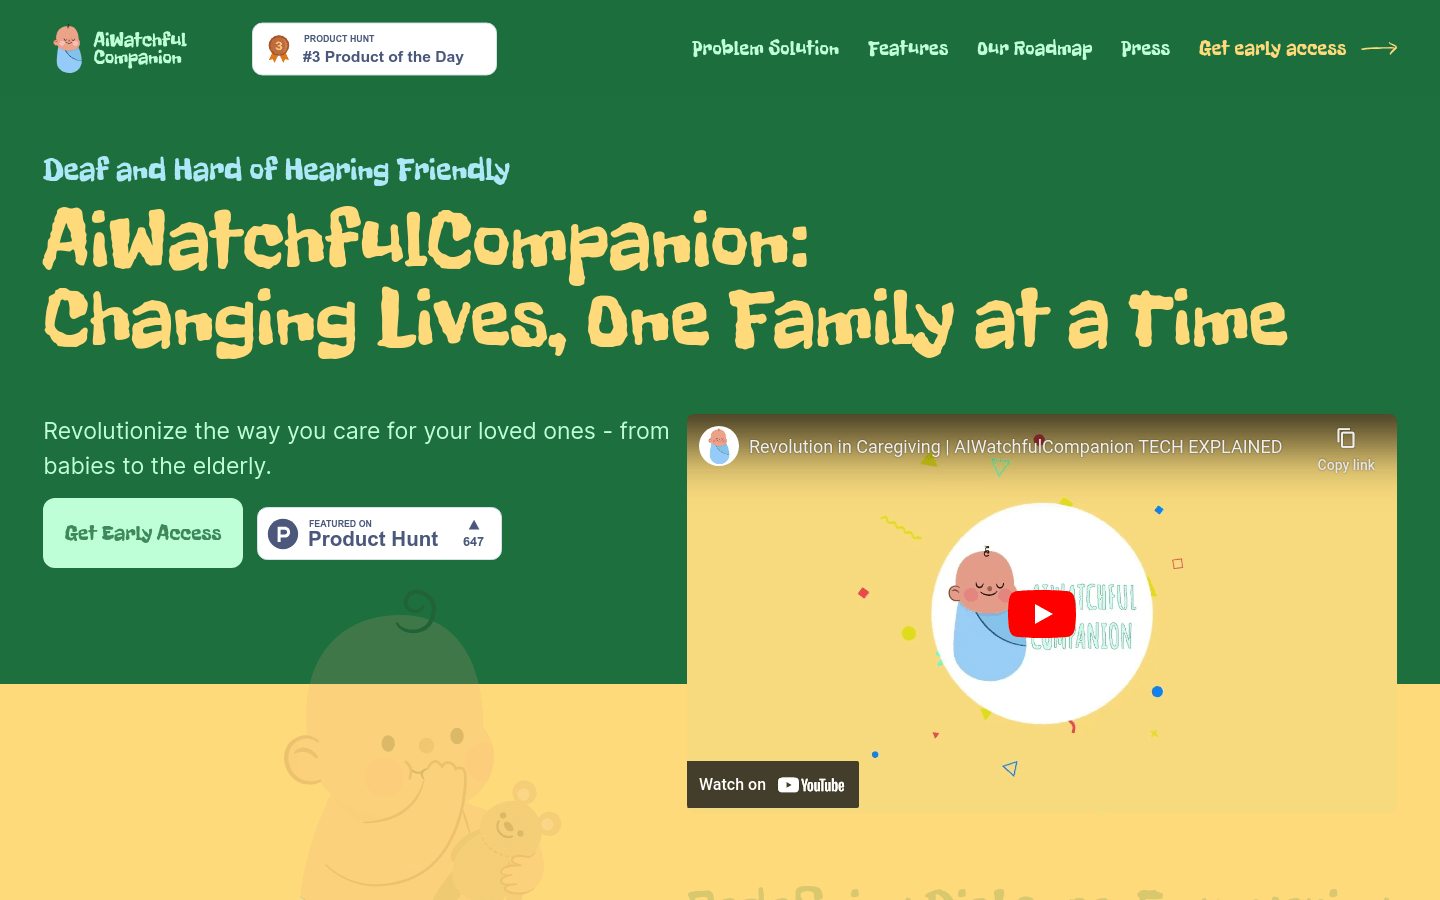 AiWatchful
Companion
PRODUCT HUNT
3
#3 Product of the Day
Problem Solution
Features
Our Roadmap
Press
Get early access
Deaf and Hard of Hearing Friendly
AiWatchfulCompanion:
Changing Lives, One Family at a Time
Revolutionize the way you care for your loved ones - from
babies to the elderly.
Get Early Access
P
FEATURED ON
Product Hunt
647
Revolution in Caregiving | AIWatchfulCompanion TECH EXPLAINED
Copy link
AIWATCHFUL
COMPANION
Watch on
YouTube